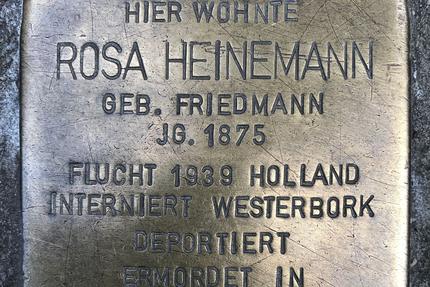 HIER WOHNTE
ROSA HEINEMANN
GEB. FRIEDMANN
JG. 1875
FLUCHT 1939 HOLLAND
INTERNIERT WESTERBORK
DEPORTIERT
ERMORDET IN